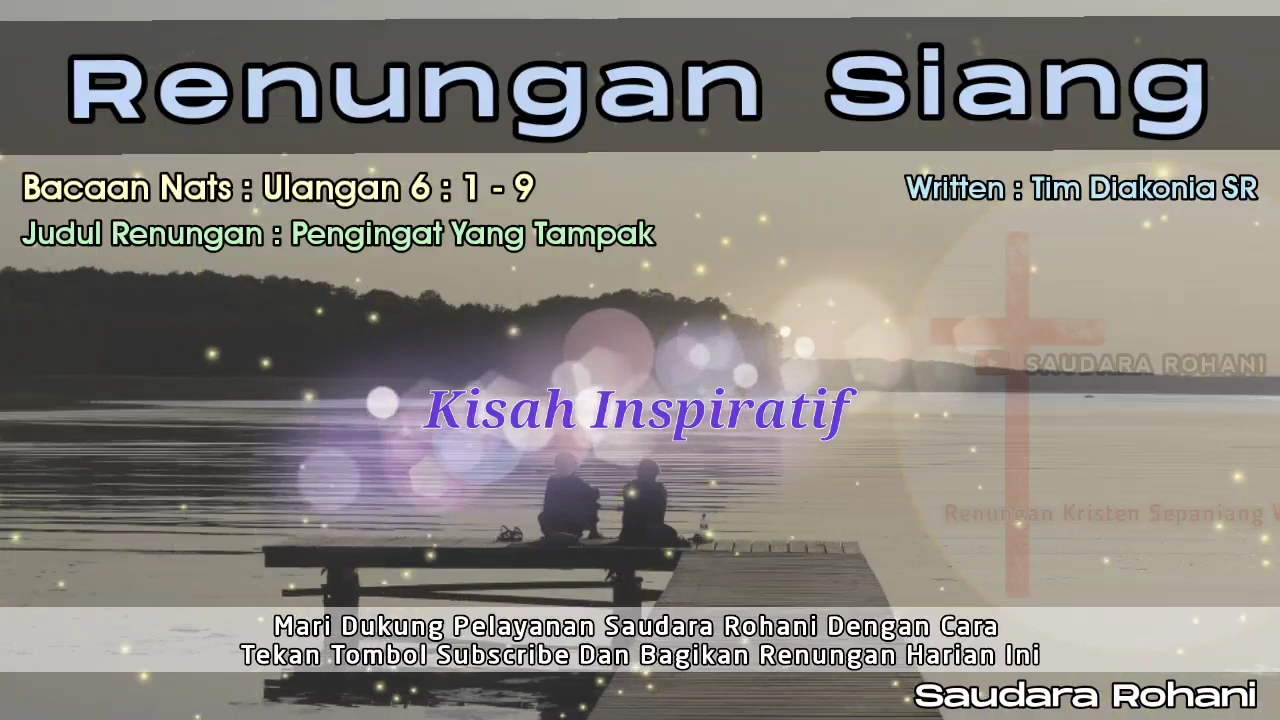 Renungan Siang
Bacaan Nats : Ulangan 6 : 1 - 9
Written : Tim Diakonia SR
Judul Renungan : Pengingat Yang Tampak
SAUDARA ROHANI
Kisah Inspiratif
Renungan Kristen Sepanjang W
Mari Dukung Pelayanan Saudara Rohani Dengan Cara
Tekan Tombol Subscribe Dan Bagikan Renungan Harian Ini
Saudara Rohani